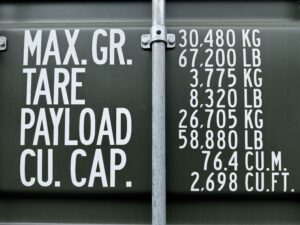 MAX. GR.
TARE
PAYLOAD
CU. CAP.
30,480 KG
67,200 LB
3,775 KG
8,320 LB
26,705 KG
58,880 LB
76.4 CU.M.
2,698 CU.FT.